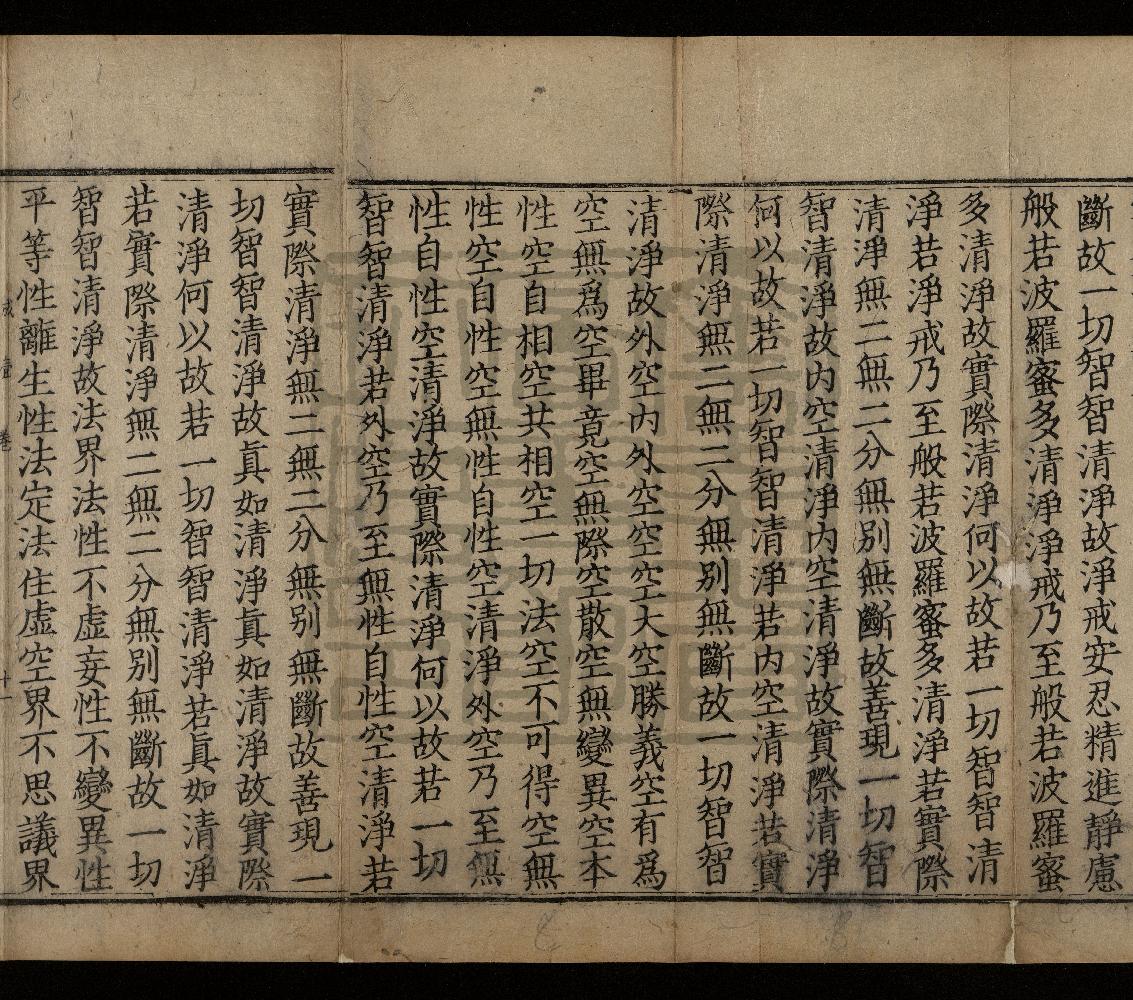 斷故一切智智清淨故淨戒安忍精進靜慮
般若波羅蜜多清淨淨戒乃至般若波羅蜜
多清淨故實際清淨何以故若一切智智清
淨若淨戒乃至般若波羅蜜多清淨若實際
清淨無二無二分無別無斷故善現一切智
智清淨故內空清淨內空清淨故實際清淨
何以故若一切智智清淨若內空清淨若實
際清淨無二無二分無別無斷故一切智智
清淨故外空內外空空空大空勝義空有爲
空無爲空畢竟空無際空散空無變異空本
性空自相空共相空一切法空不可得空無
性空自性空無性自性空清淨外空乃至無
性自性空清淨故實際清淨何以故若一切
智智清淨若外空乃至無性自性空清淨若
實際清淨無二無二分無別無斷故善現一
切智智清淨故真如清淨真如清淨故實際
清淨何以故若一切智智清淨若真如清淨
若實際清淨無二無二分無別無斷故一切
智智清淨故法界法性不虛妄性不變異性
平等性離生性法定法住虛空界不思議界
十一